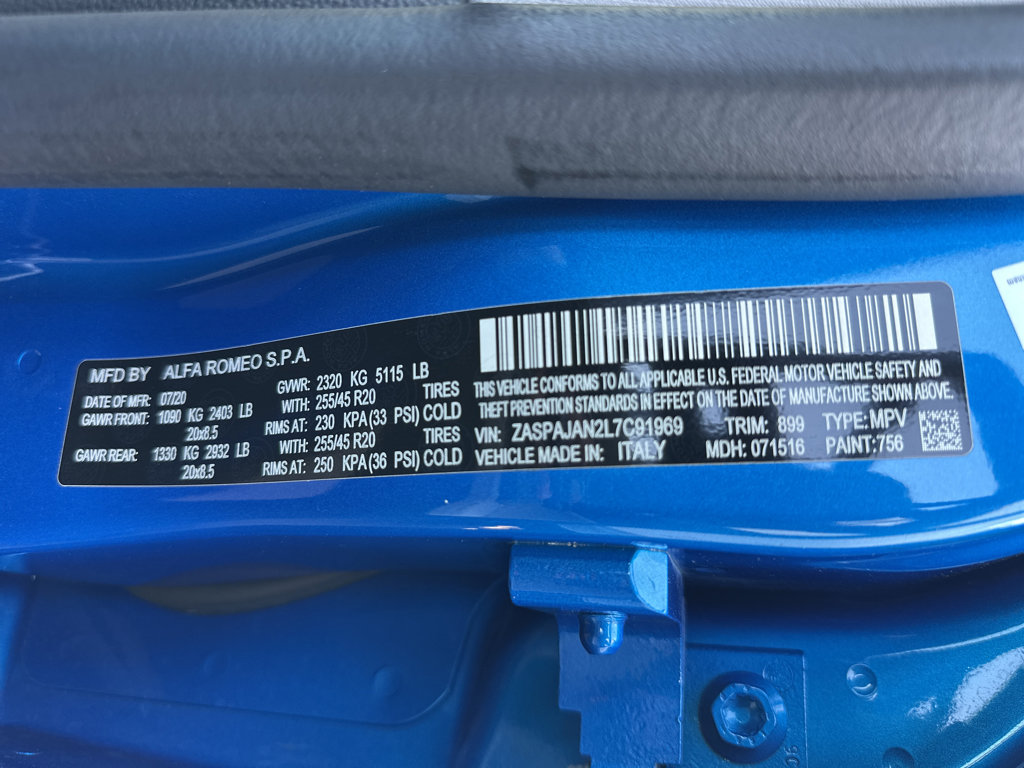 MFD BY ALFA ROMEO S.P.A.
DATE OF MFR: 07/20 GVWR: 2320 KG 5115 LB
GAWR FRONT: 1090 KG 2403 LB WITH: 255/45 R20 TIRES
20x8.5 RIMS AT: 230 KPA(33 PSI) COLD
GAWR REAR: 1330 KG 2932 LB WITH: 255/45 R20 TIRES
20x8.5 RIMS AT: 250 KPA(36 PSI) COLD
THIS VEHICLE CONFORMS TO ALL APPLICABLE U.S. FEDERAL MOTOR VEHICLE SAFETY AND
THEFT PREVENTION STANDARDS IN EFFECT ON THE DATE OF MANUFACTURE SHOWN ABOVE.
VIN: ZASPAJAN2L7C91969 TRIM: 899 TYPE: MPV
VEHICLE MADE IN: ITALY MDH: 071516 PAINT:756